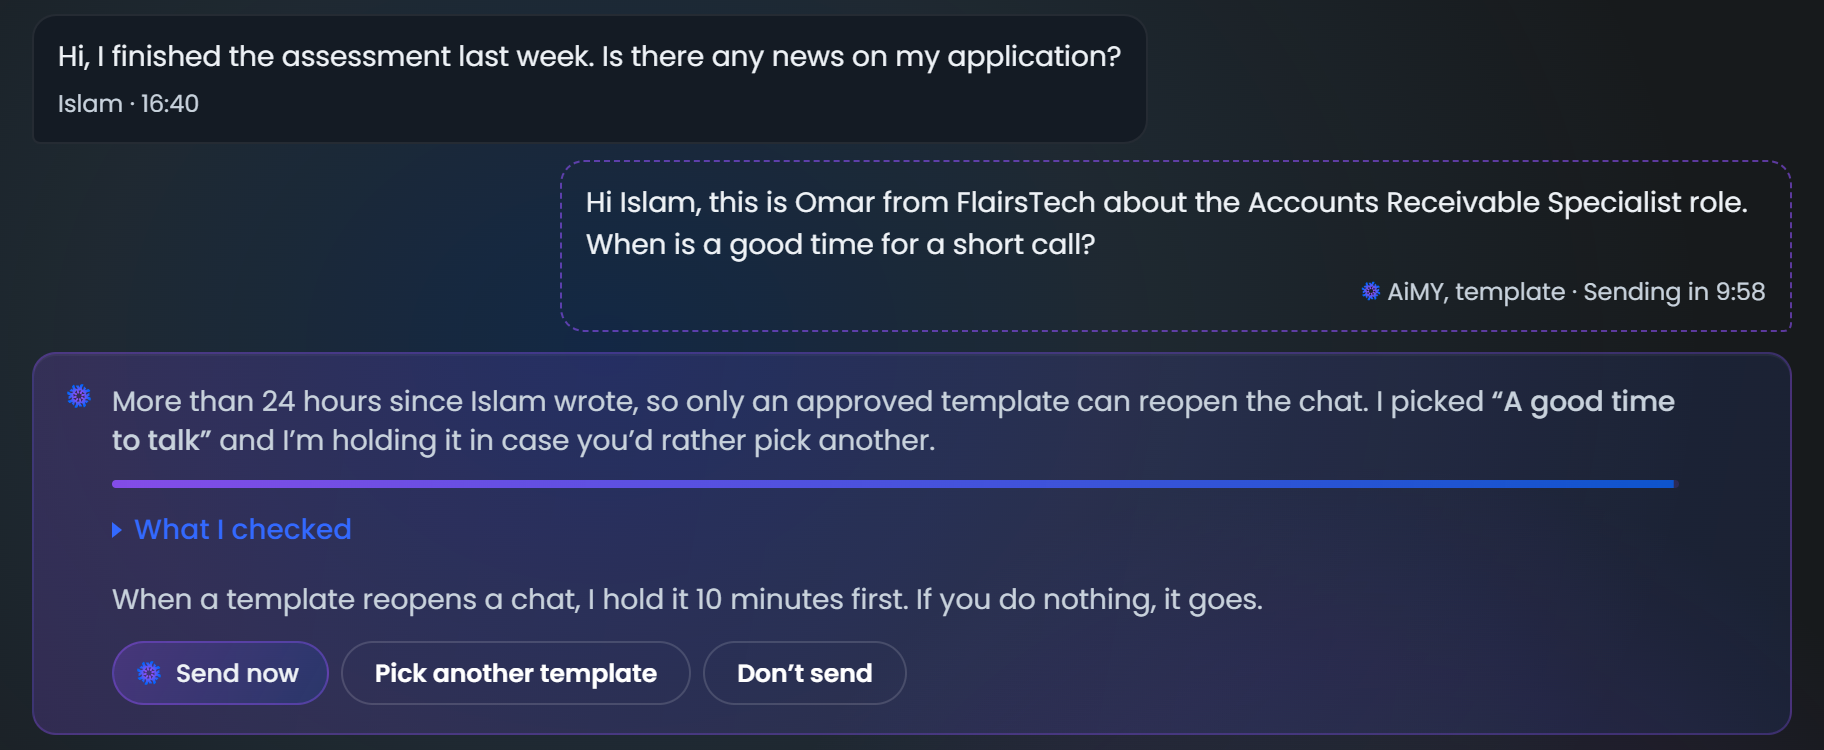 Hi, I finished the assessment last week. Is there any news on my application?
Islam · 16:40
Hi Islam, this is Omar from FlairsTech about the Accounts Receivable Specialist role.
When is a good time for a short call?
AiMY, template · Sending in 9:58
More than 24 hours since Islam wrote, so only an approved template can reopen the chat. I picked “A good time
to talk” and I’m holding it in case you’d rather pick another.
What I checked
When a template reopens a chat, I hold it 10 minutes first. If you do nothing, it goes.
Send now
Pick another template
Don’t send